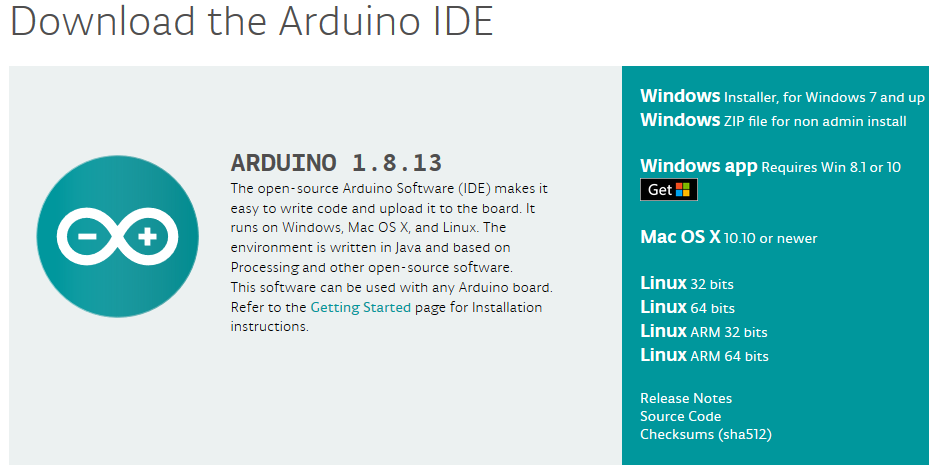 Download the Arduino IDE
ARDUINO 1.8.13
The open-source Arduino Software (IDE) makes it
easy to write code and upload it to the board. It
runs on Windows, Mac OS X, and Linux. The
environment is written in Java and based on
Processing and other open-source software.
This software can be used with any Arduino board.
Refer to the Getting Started page for Installation
instructions.
Windows Installer, for Windows 7 and up
Windows ZIP file for non admin install
Windows app Requires Win 8.1 or 10
Get
Mac OS X 10.10 or newer
Linux 32 bits
Linux 64 bits
Linux ARM 32 bits
Linux ARM 64 bits
Release Notes
Source Code
Checksums (sha512)